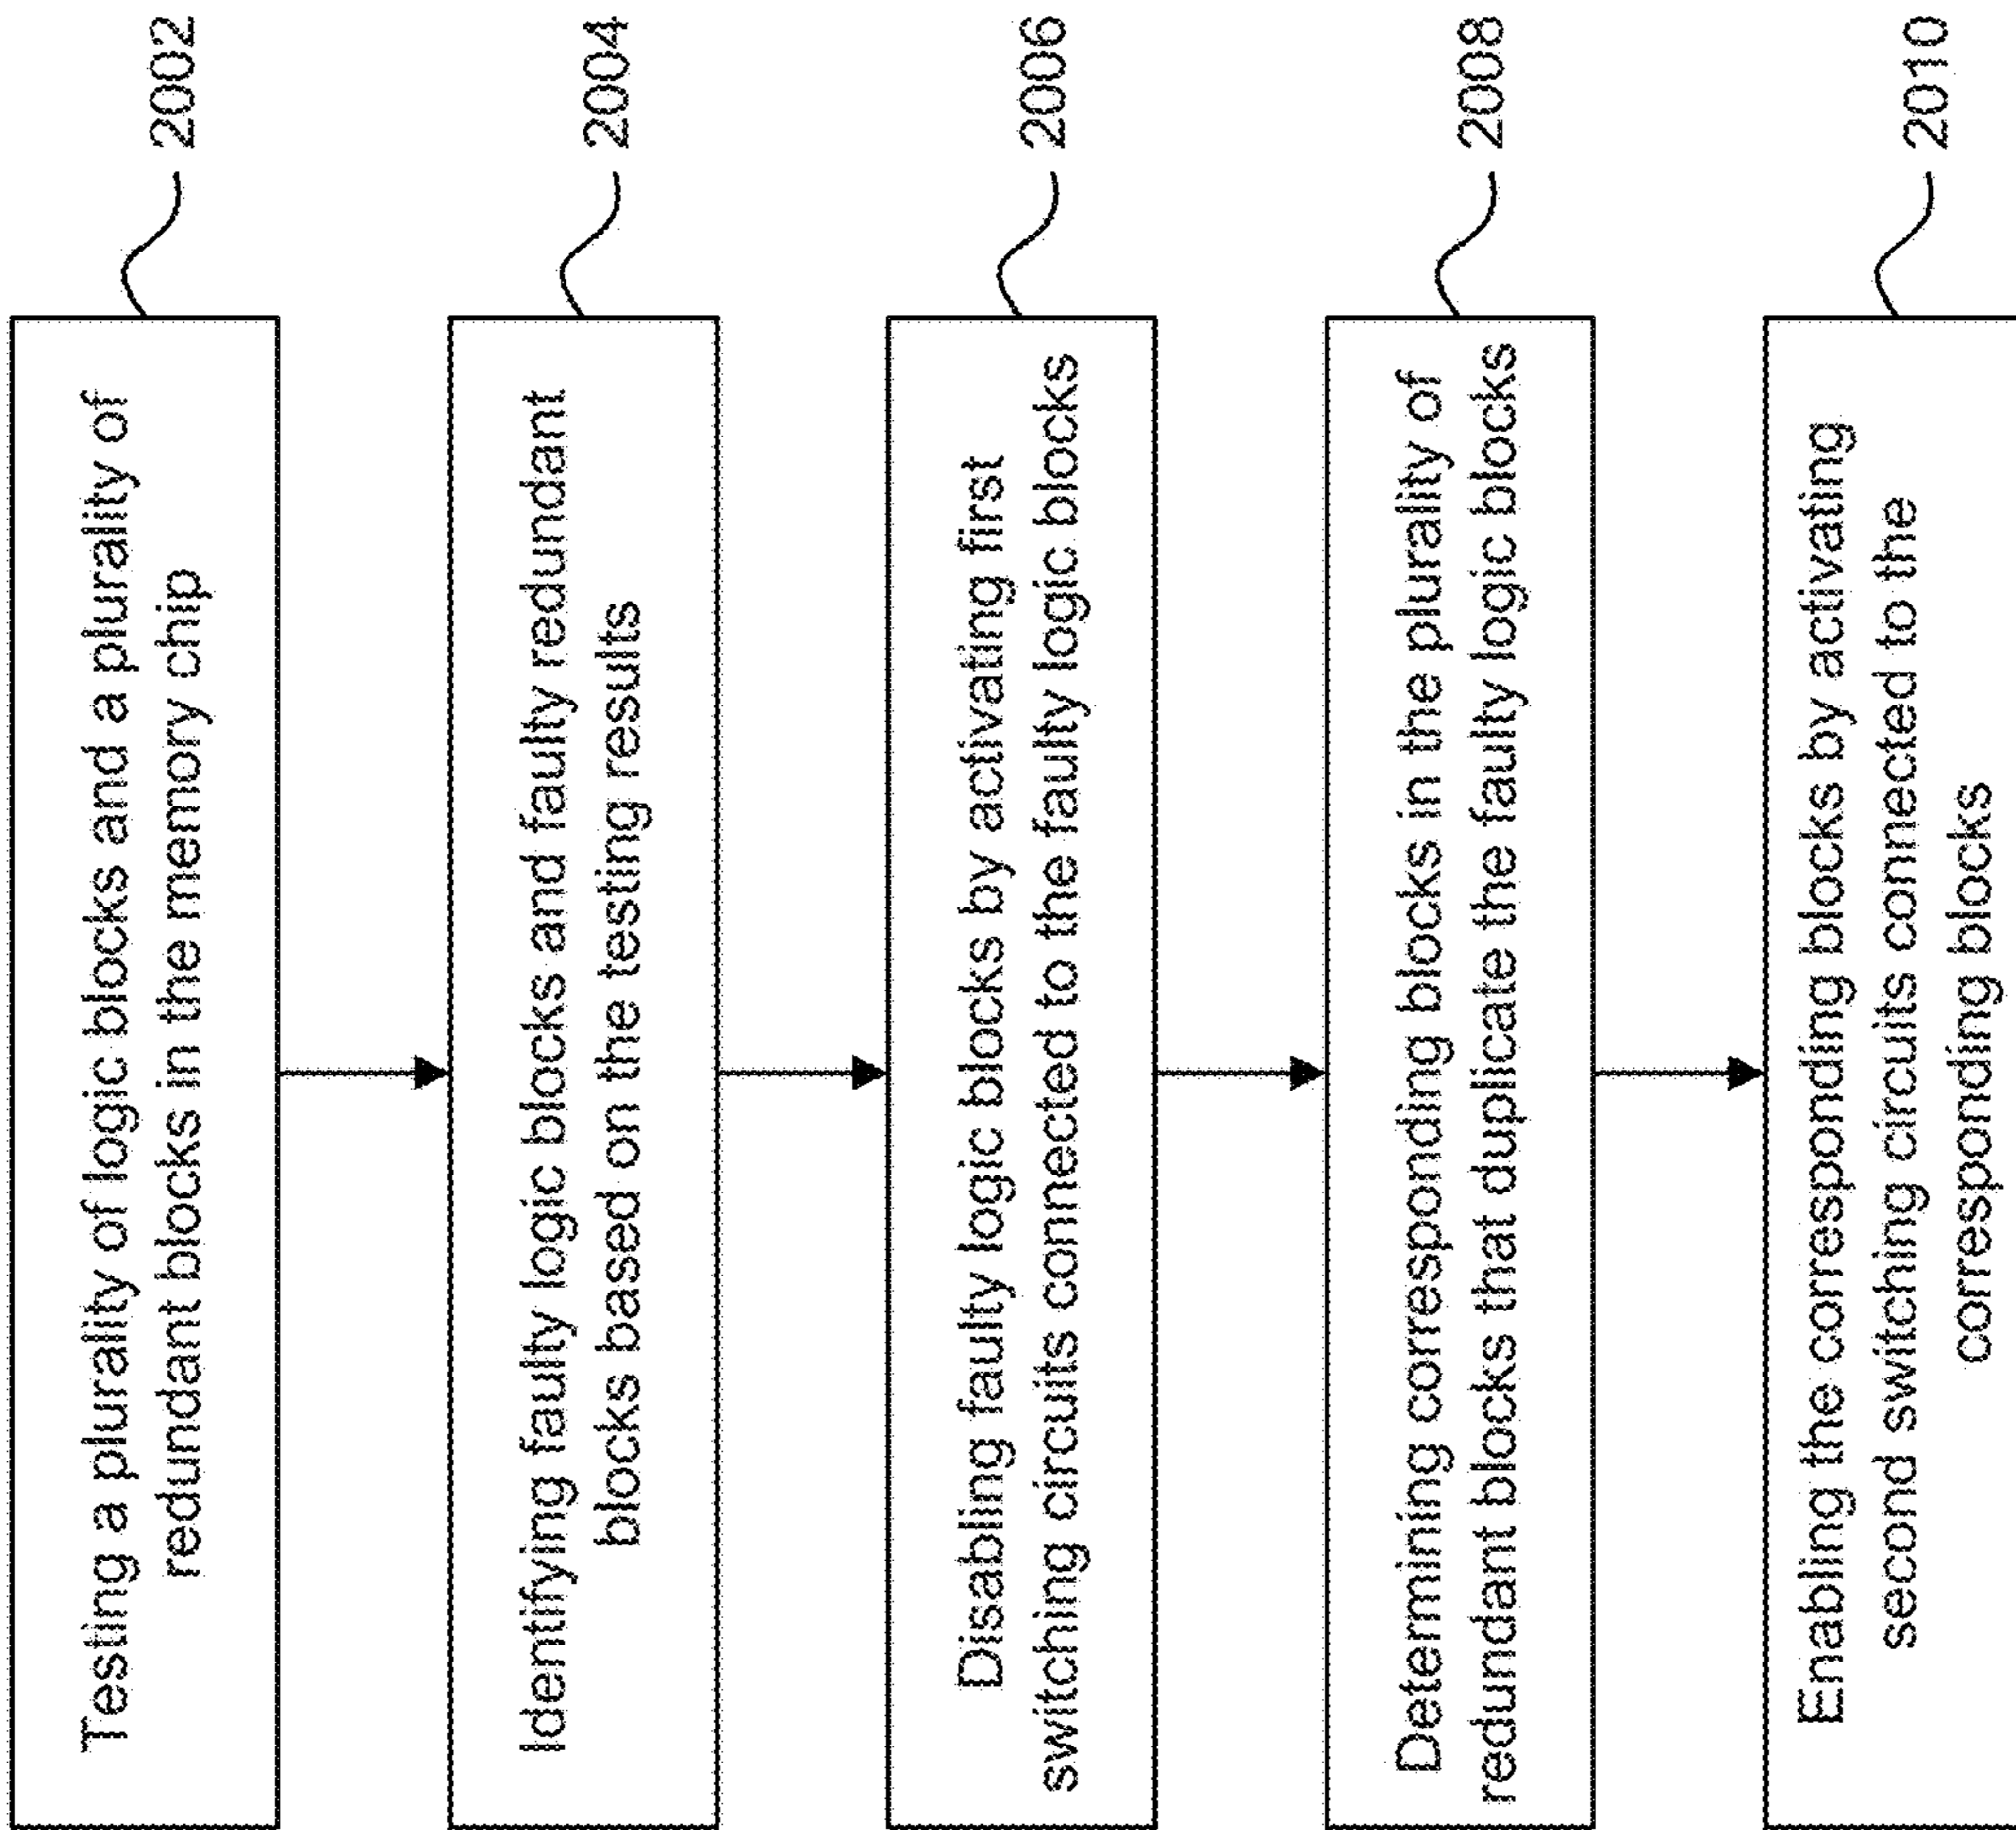 Testing a plurality of logic blocks and a plurality of
redundant blocks in the memory chip
2002
Identifying faulty logic blocks and faulty redundant
blocks based on the testing results
2004
Disabling faulty logic blocks by activating first
switching circuits connected to the faulty logic blocks
2006
Determining corresponding blocks in the plurality of
redundant blocks that duplicate the faulty logic blocks
2008
Enabling the corresponding blocks by activating
second switching circuits connected to the
corresponding blocks
2010